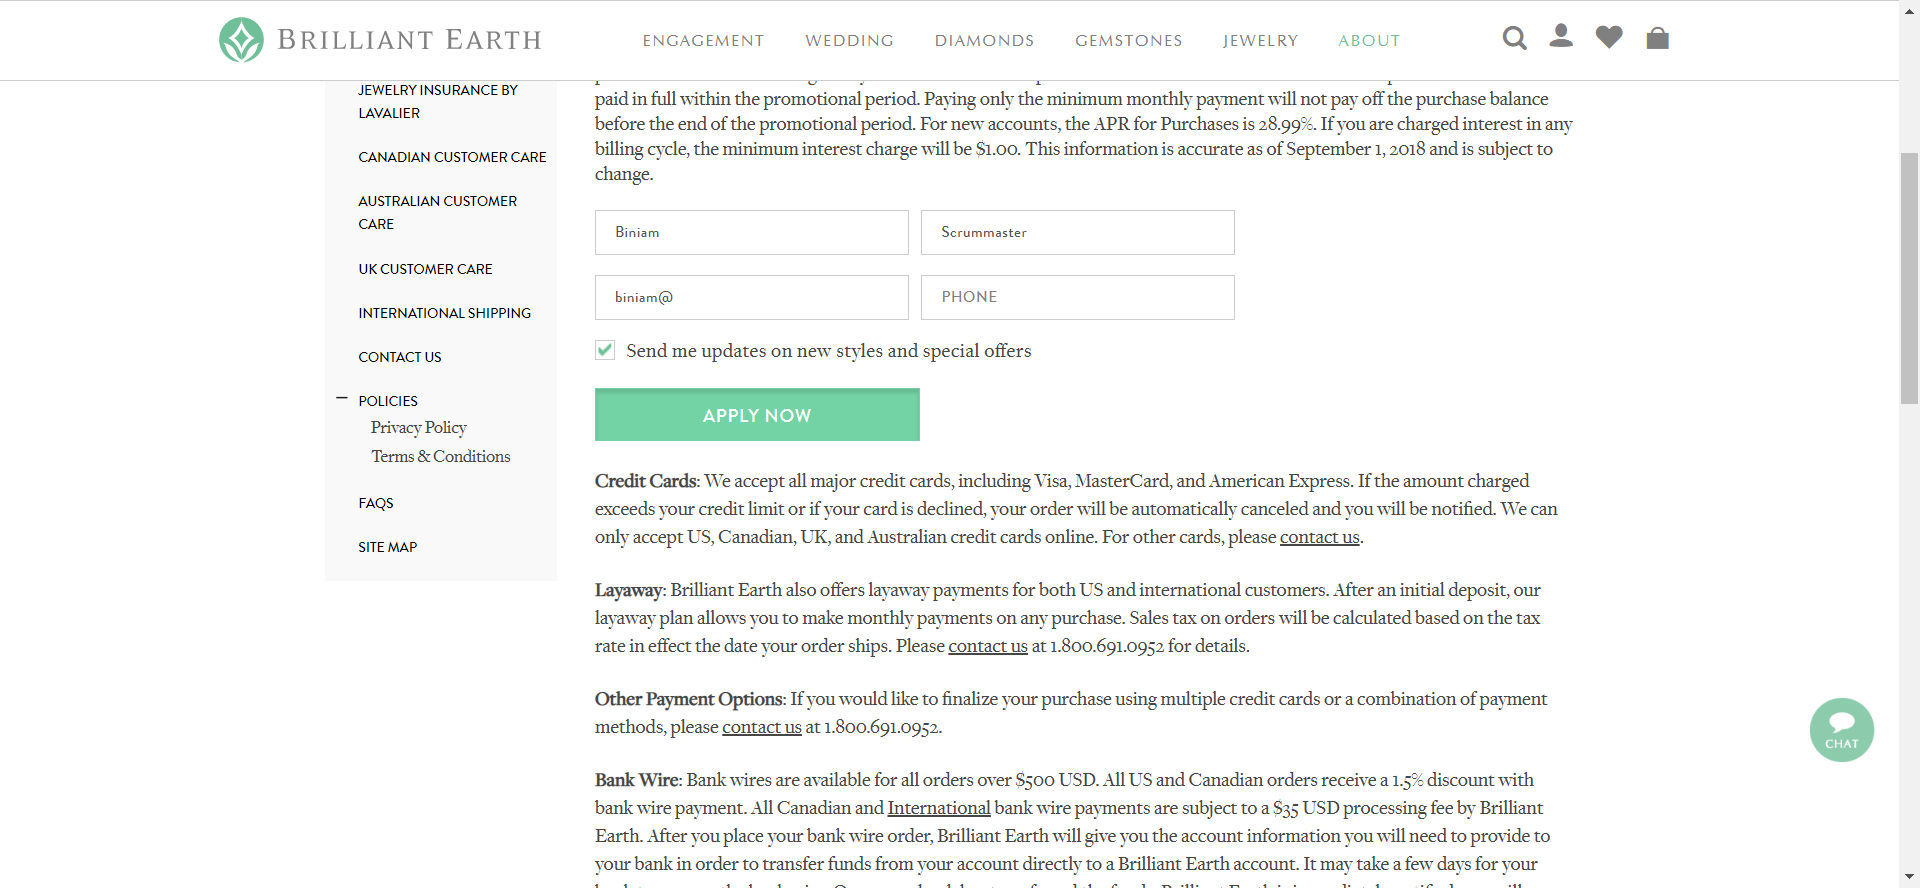 BRILLIANT EARTH
ENGAGEMENT WEDDING DIAMONDS GEMSTONES JEWELRY ABOUT
JEWELRY INSURANCE BY
LAVALIER
CANADIAN CUSTOMER CARE
AUSTRALIAN CUSTOMER
CARE
UK CUSTOMER CARE
INTERNATIONAL SHIPPING
CONTACT US
POLICIES
Privacy Policy
Terms & Conditions
FAQS
SITE MAP
paid in full within the promotional period. Paying only the minimum monthly payment will not pay off the purchase balance
before the end of the promotional period. For new accounts, the APR for Purchases is 28.99%. If you are charged interest in any
billing cycle, the minimum interest charge will be $1.00. This information is accurate as of September 1, 2018 and is subject to
change.
Biniam Scrummaster
biniam@ PHONE
Send me updates on new styles and special offers
APPLY NOW
Credit Cards: We accept all major credit cards, including Visa, MasterCard, and American Express. If the amount charged
exceeds your credit limit or if your card is declined, your order will be automatically canceled and you will be notified. We can
only accept US, Canadian, UK, and Australian credit cards online. For other cards, please contact us.
Layaway: Brilliant Earth also offers layaway payments for both US and international customers. After an initial deposit, our
layaway plan allows you to make monthly payments on any purchase. Sales tax on orders will be calculated based on the tax
rate in effect the date your order ships. Please contact us at 1.800.691.0952 for details.
Other Payment Options: If you would like to finalize your purchase using multiple credit cards or a combination of payment
methods, please contact us at 1.800.691.0952.
Bank Wire: Bank wires are available for all orders over $500 USD. All US and Canadian orders receive a 1.5% discount with
bank wire payment. All Canadian and International bank wire payments are subject to a $35 USD processing fee by Brilliant
Earth. After you place your bank wire order, Brilliant Earth will give you the account information you will need to provide to
your bank in order to transfer funds from your account directly to a Brilliant Earth account. It may take a few days for your
CHAT